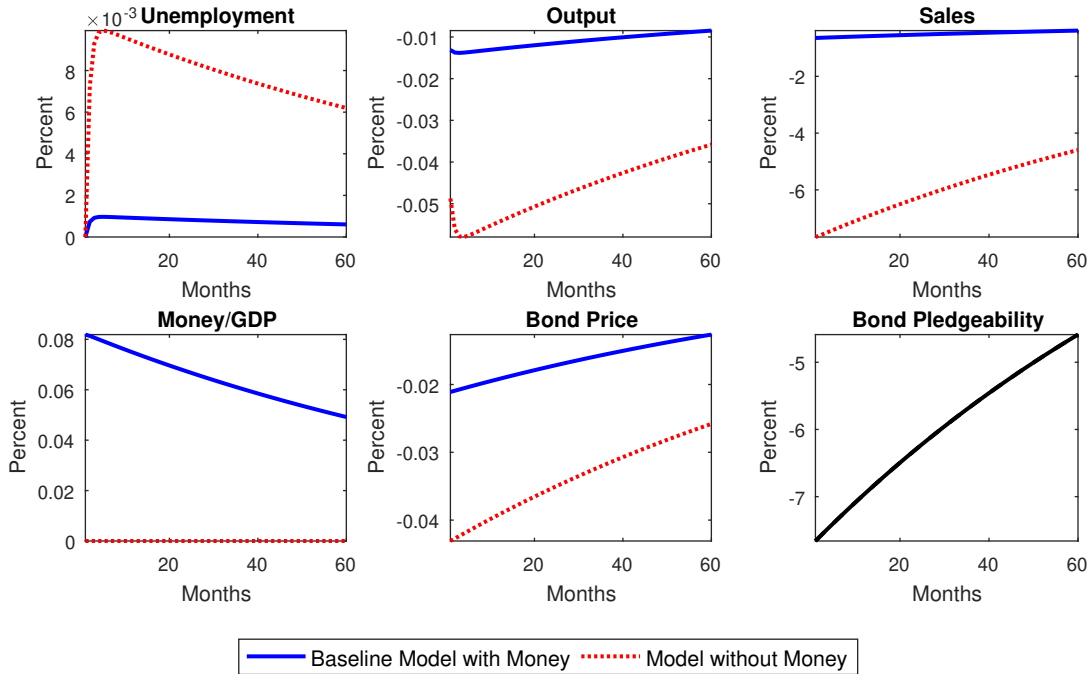 ×10⁻³ Unemployment
Output
Sales
8
6
4
2
0
Percent
20
40
60
Months
-0.01
-0.02
-0.03
-0.04
-0.05
Percent
20
40
60
Months
-2
-4
-6
Percent
20
40
60
Months
Money/GDP
Bond Price
Bond Pledgeability
0.08
0.06
0.04
0.02
0
Percent
20
40
60
Months
-0.02
-0.03
-0.04
Percent
20
40
60
Months
-5
-6
-7
Percent
20
40
60
Months
Baseline Model with Money
Model without Money